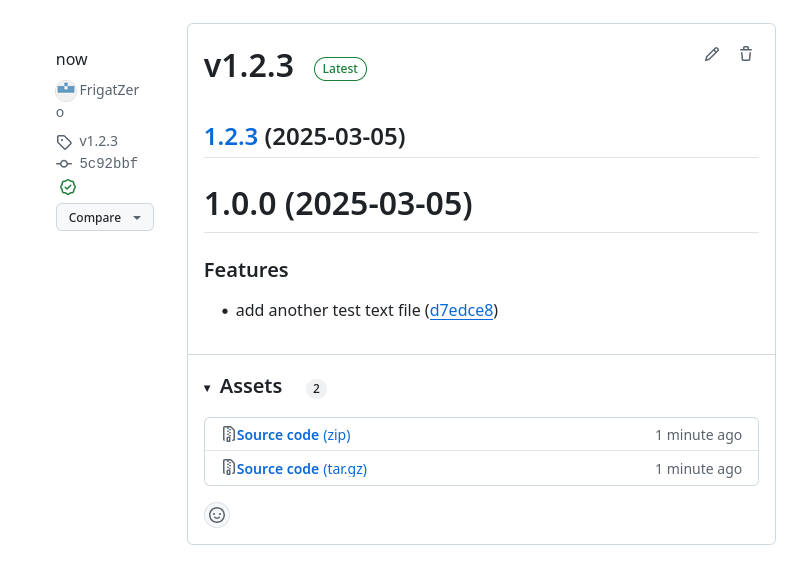 now
FrigatZer
o
v1.2.3
5c92bbf
Compare
v1.2.3 Latest
1.2.3 (2025-03-05)
1.0.0 (2025-03-05)
Features
• add another test text file (d7edce8)
Assets 2
Source code (zip) 1 minute ago
Source code (tar.gz) 1 minute ago